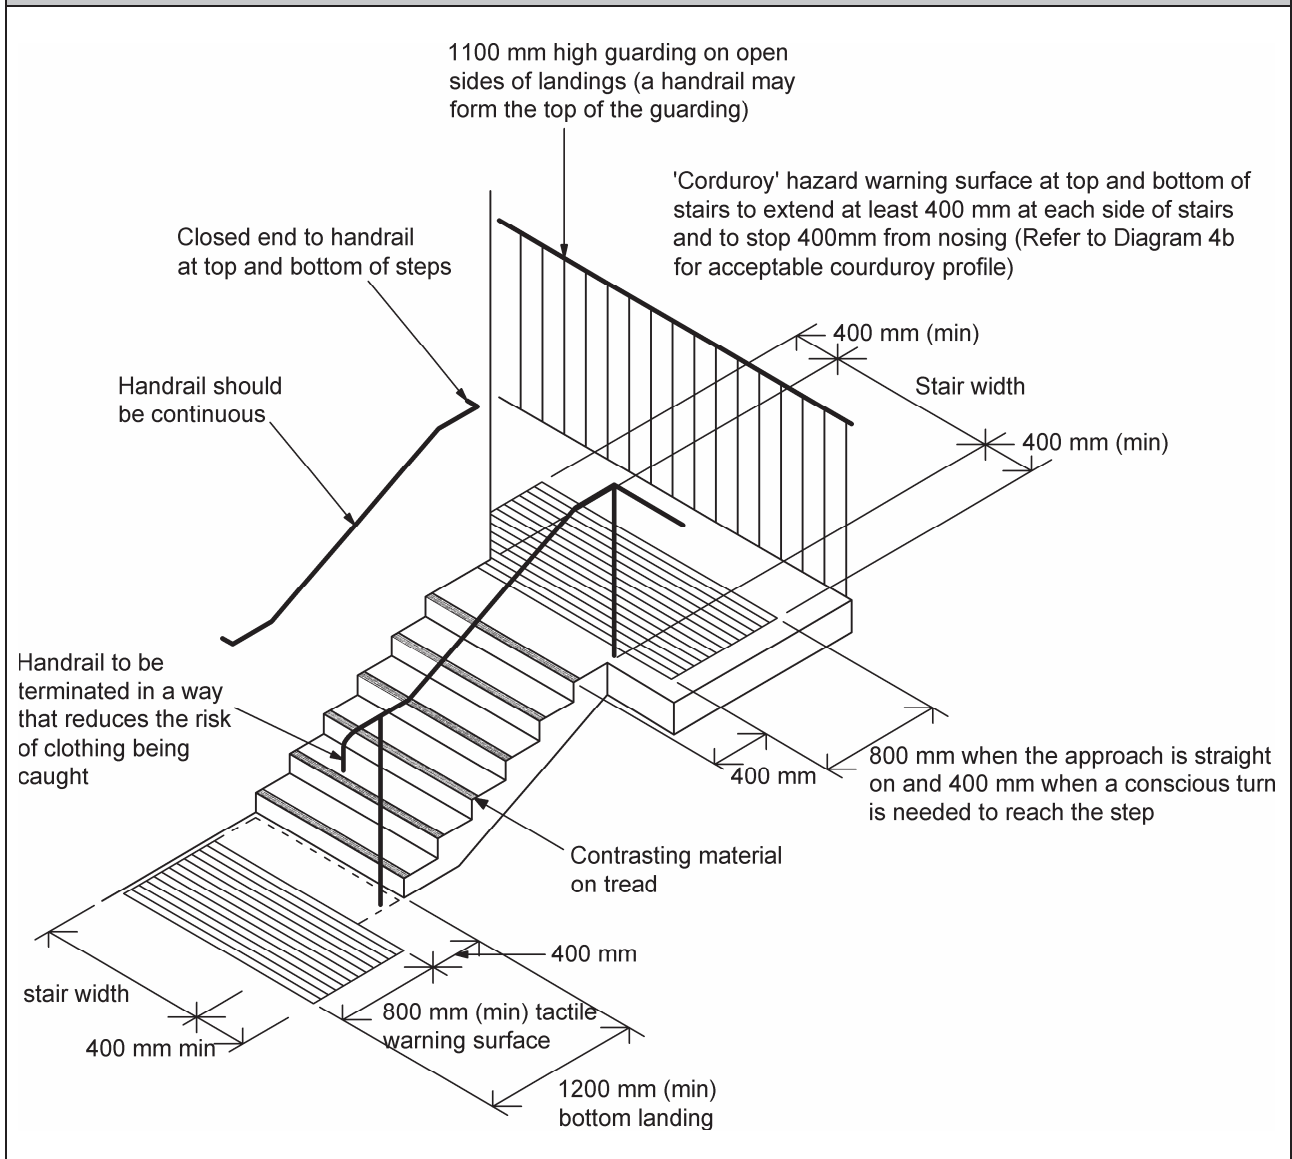 1100 mm high guarding on open
sides of landings (a handrail may
form the top of the guarding)
'Corduroy' hazard warning surface at top and bottom of
stairs to extend at least 400 mm at each side of stairs
and to stop 400mm from nosing (Refer to Diagram 4b
for acceptable courduroy profile)
Closed end to handrail
at top and bottom of steps
400 mm (min)
Stair width
400 mm (min)
Handrail should
be continuous
Handrail to be
terminated in a way
that reduces the risk
of clothing being
caught
800 mm when the approach is straight
on and 400 mm when a conscious turn
is needed to reach the step
400 mm
Contrasting material
on tread
400 mm
stair width
800 mm (min) tactile
warning surface
400 mm min
1200 mm (min)
bottom landing